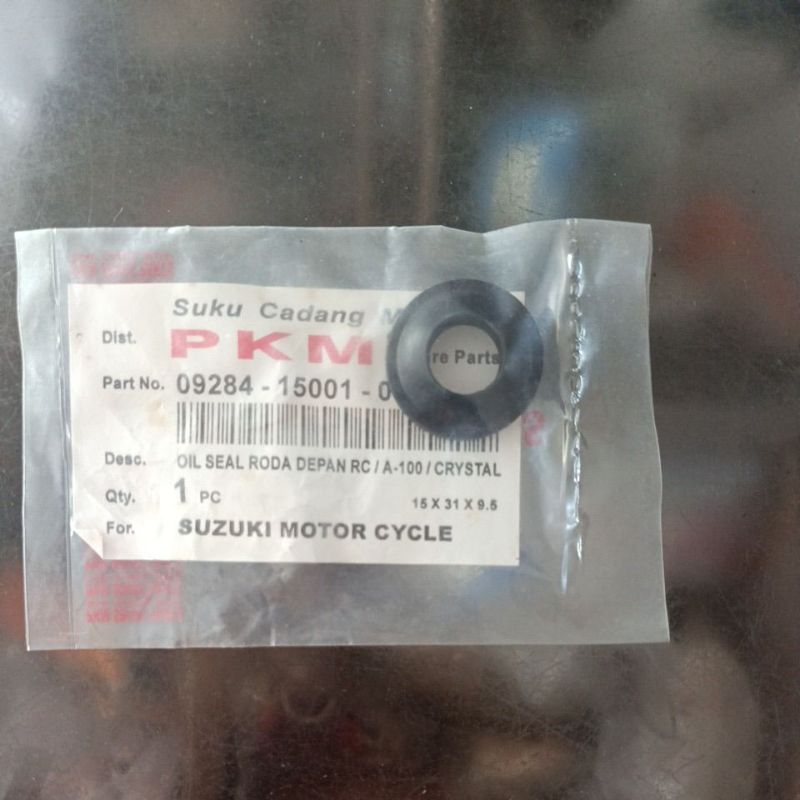 Suku Cadang
Dist. PKM re Parts
Part No. 09284 - 15001 - 0
Desc. OIL SEAL RODA DEPAN RC / A-100 / CRYSTAL
Qty. 1 PC 15 X 31 X 9.5
For. SUZUKI MOTOR CYCLE